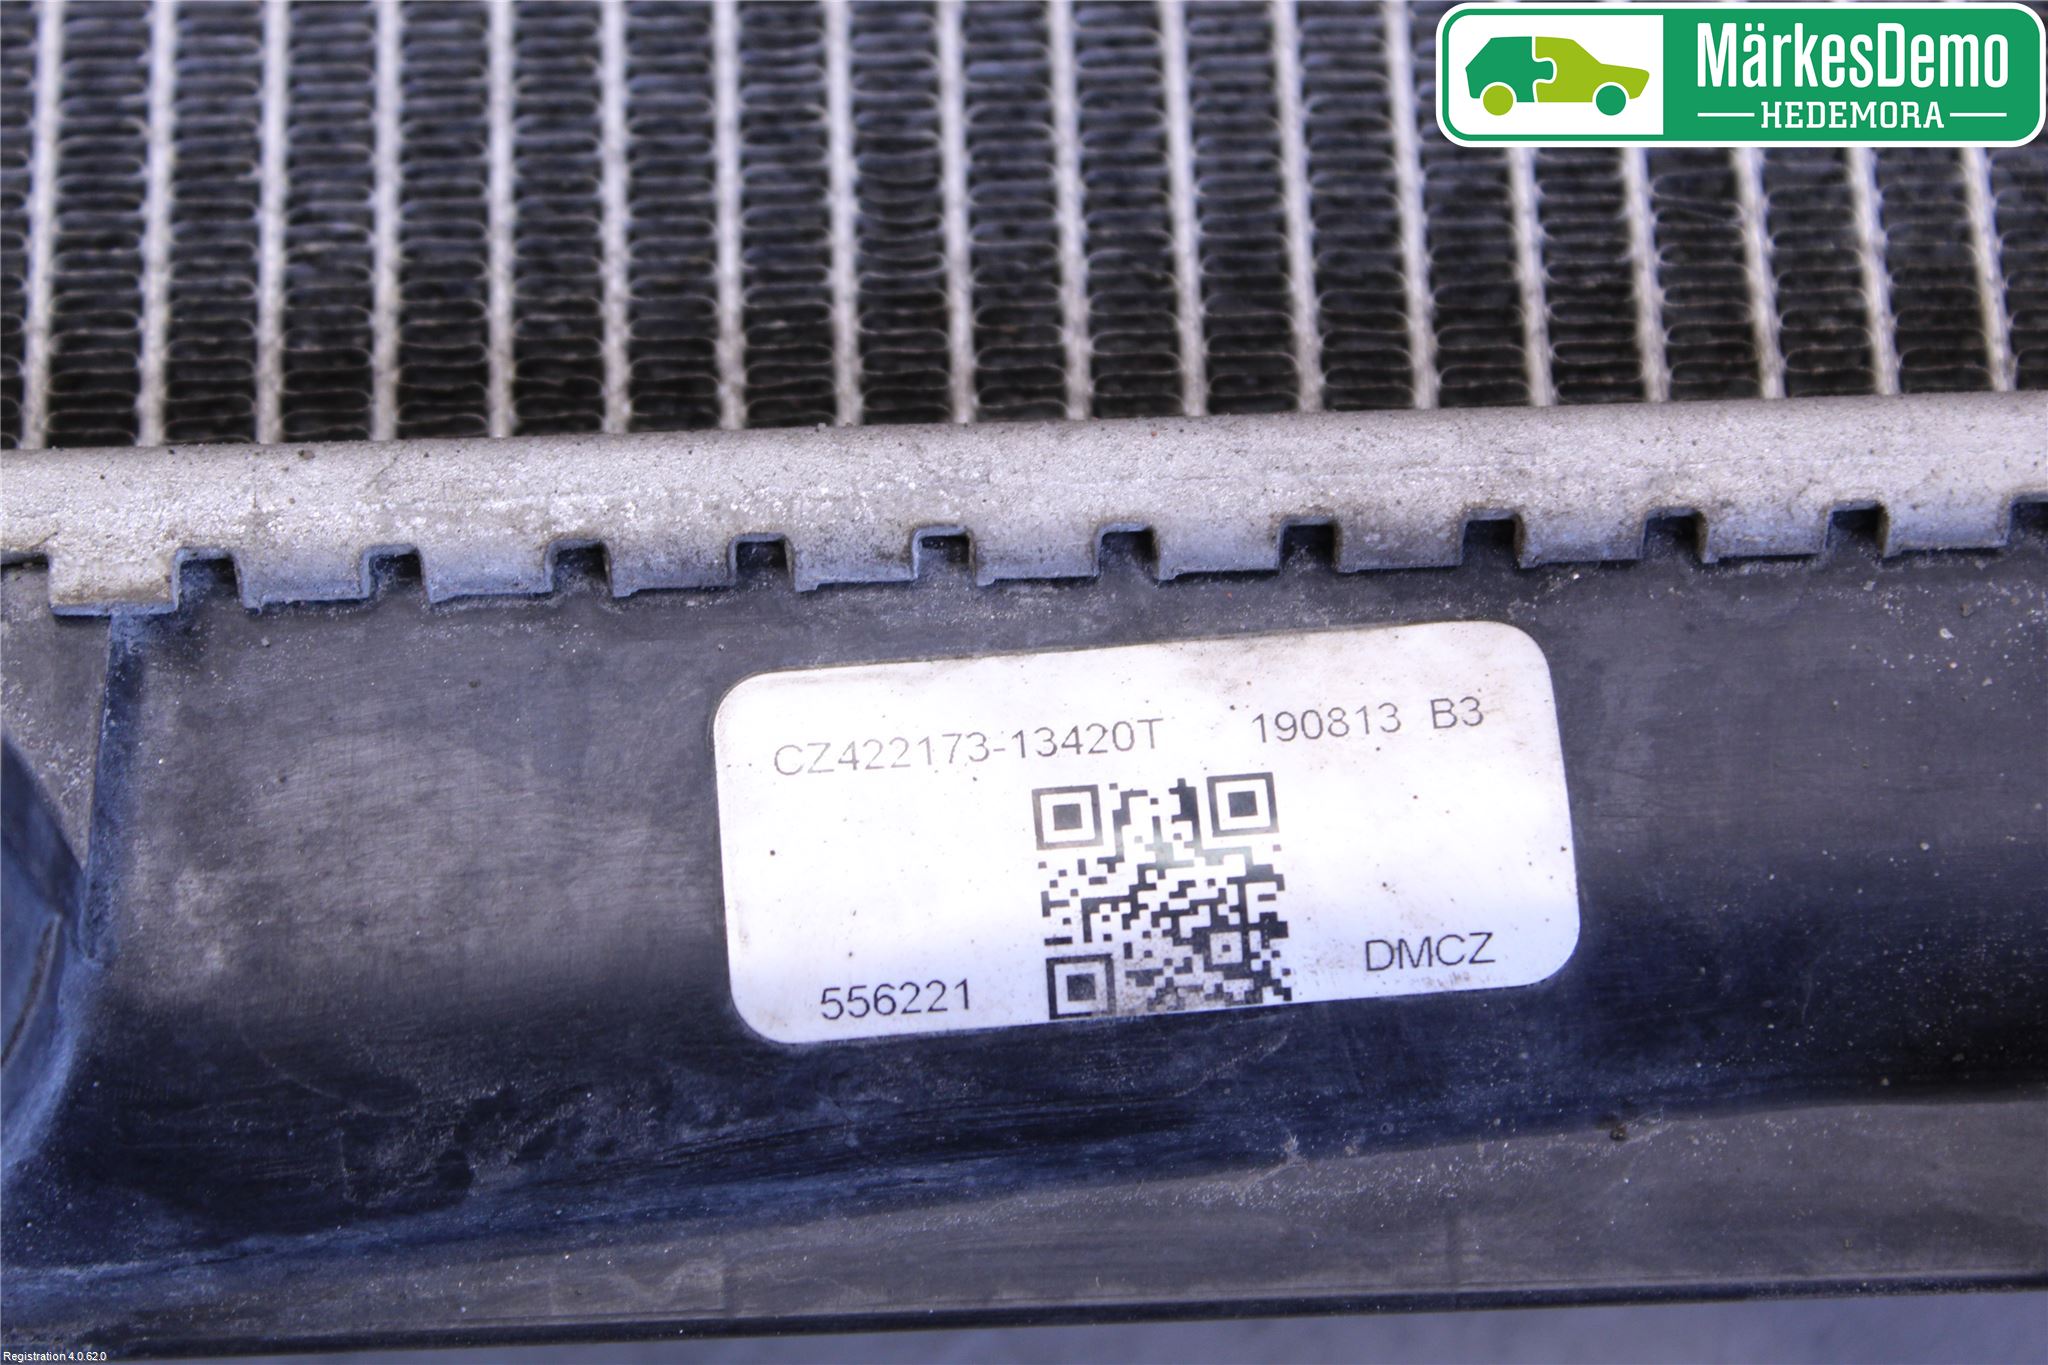 MärkesDemo
HEDEMORA
CZ422173-13420T 190813 B3
556221 DMCZ
Registration 4.0.62.0